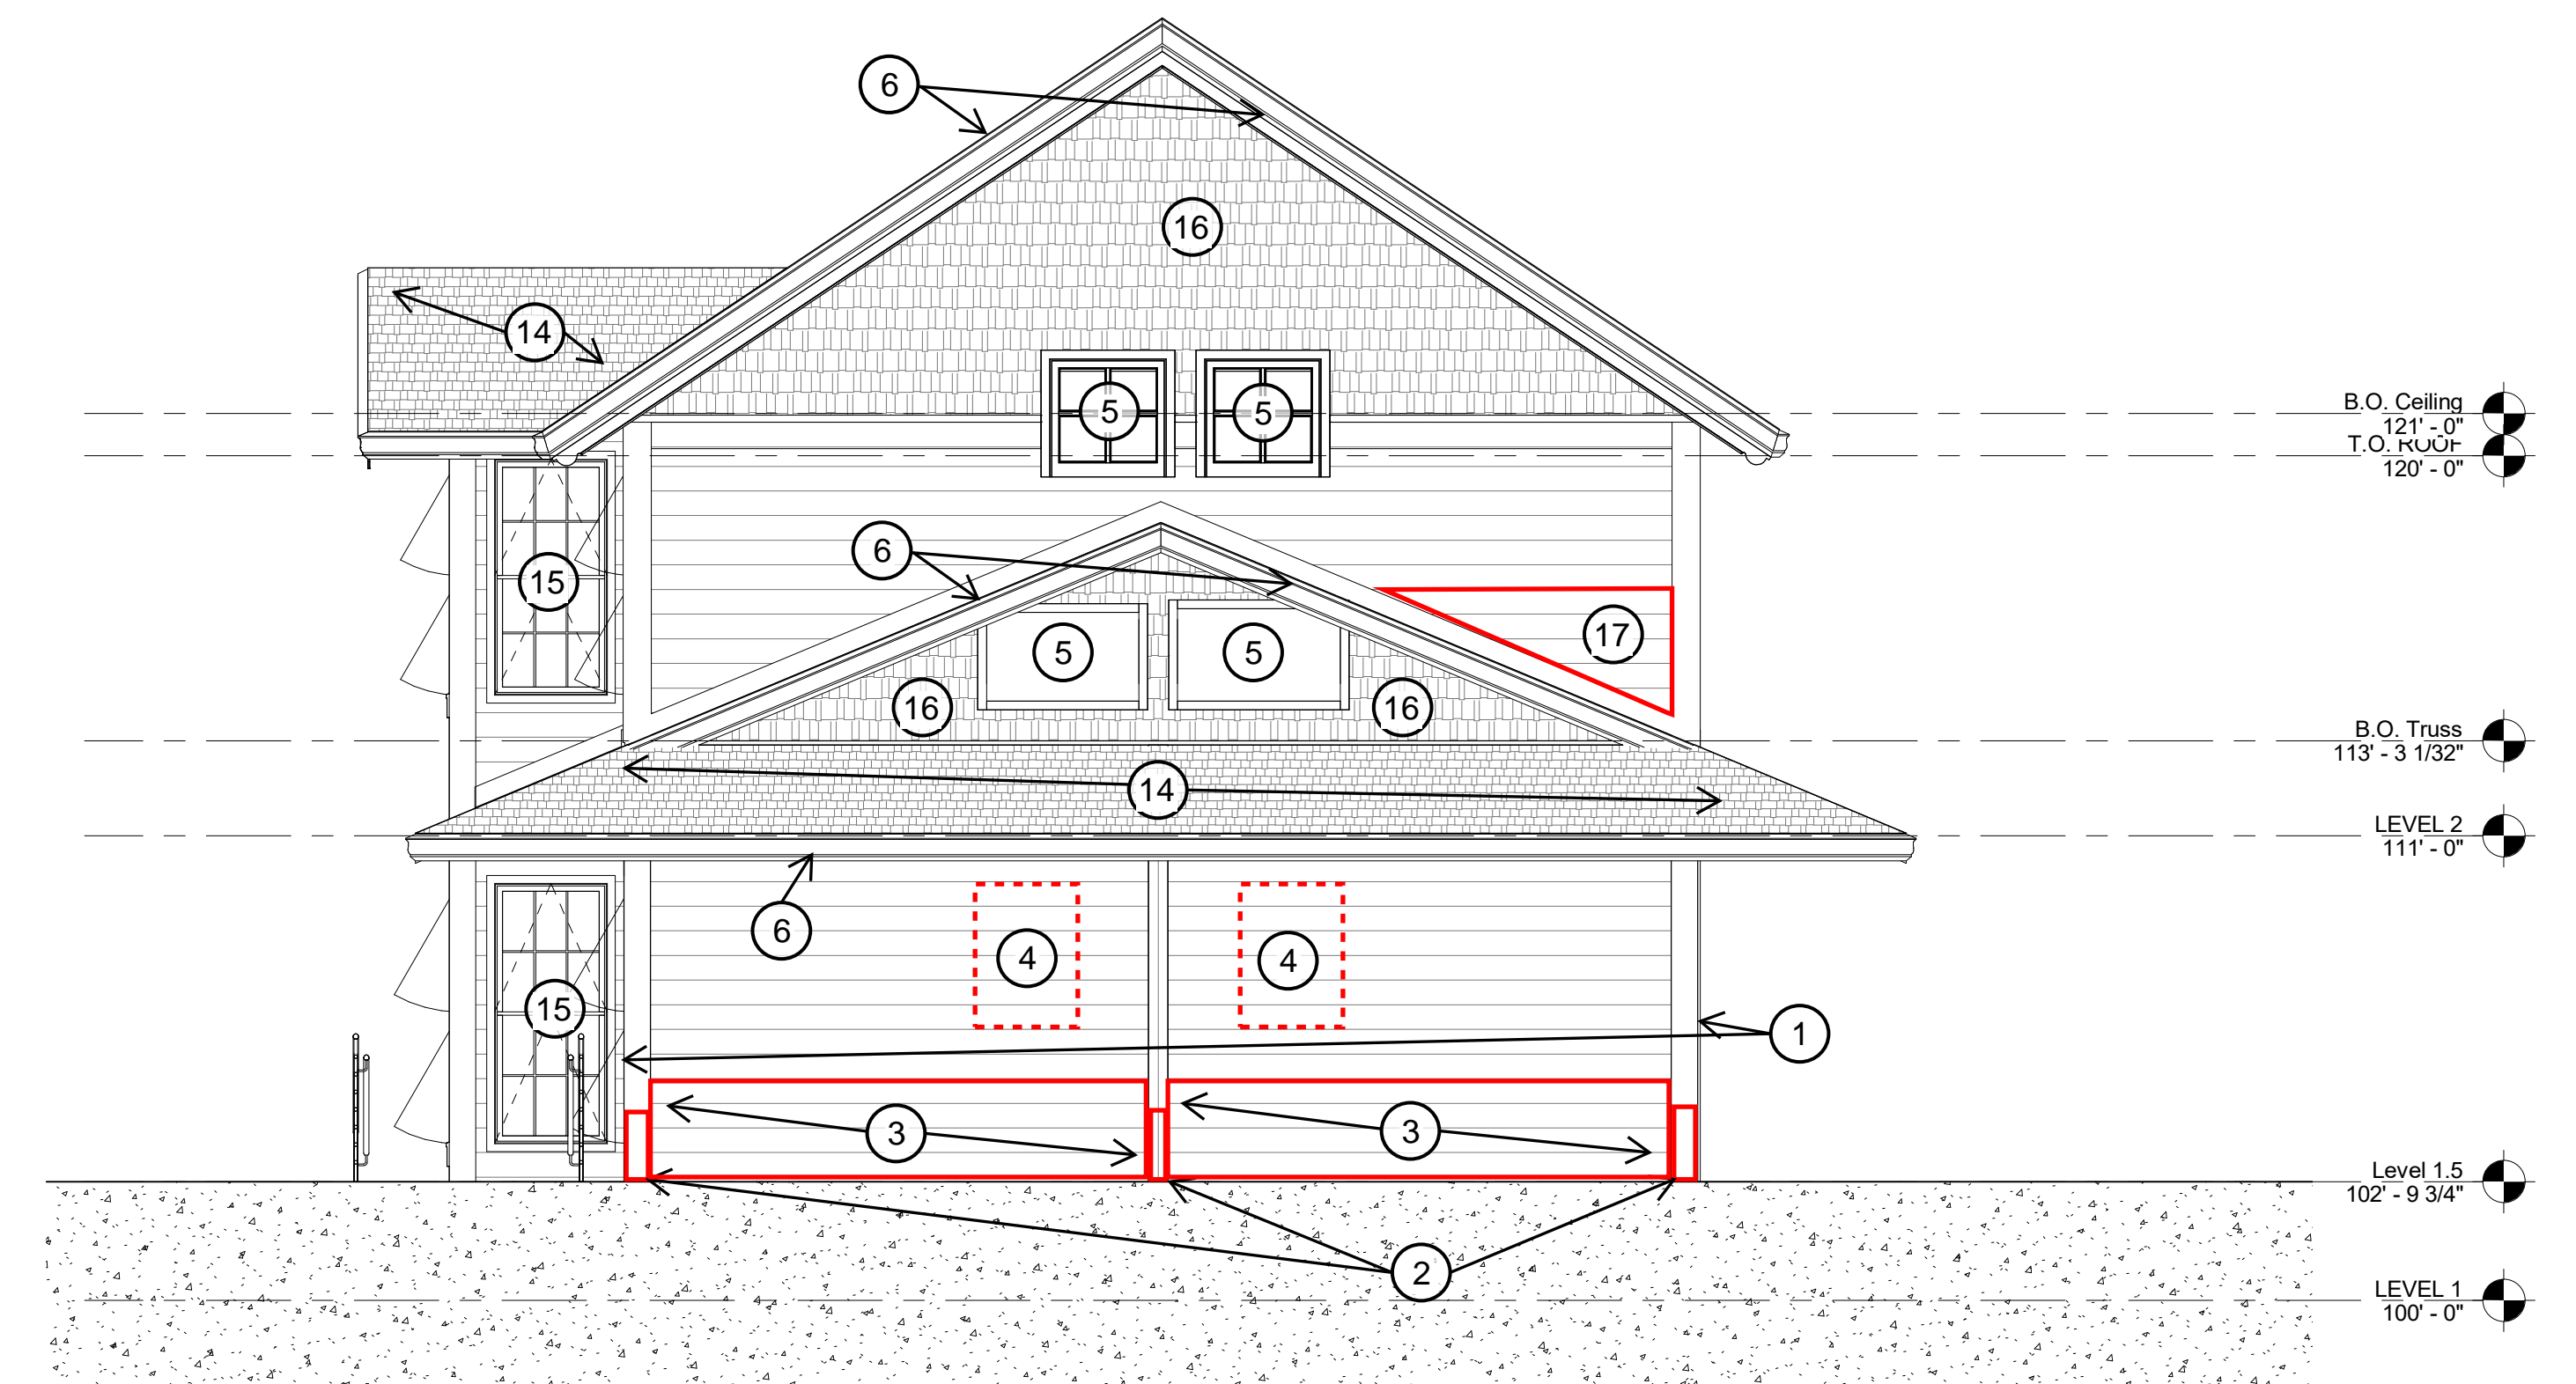 6
16
14
5
5
B.O. Ceiling
121' - 0"
T.O. ROOF
120' - 0"
6
15
5
5
17
16
16
B.O. Truss
113' - 3 1/32"
14
LEVEL 2
111' - 0"
6
4
4
15
1
3
3
Level 1.5
102' - 9 3/4"
2
LEVEL 1
100' - 0"